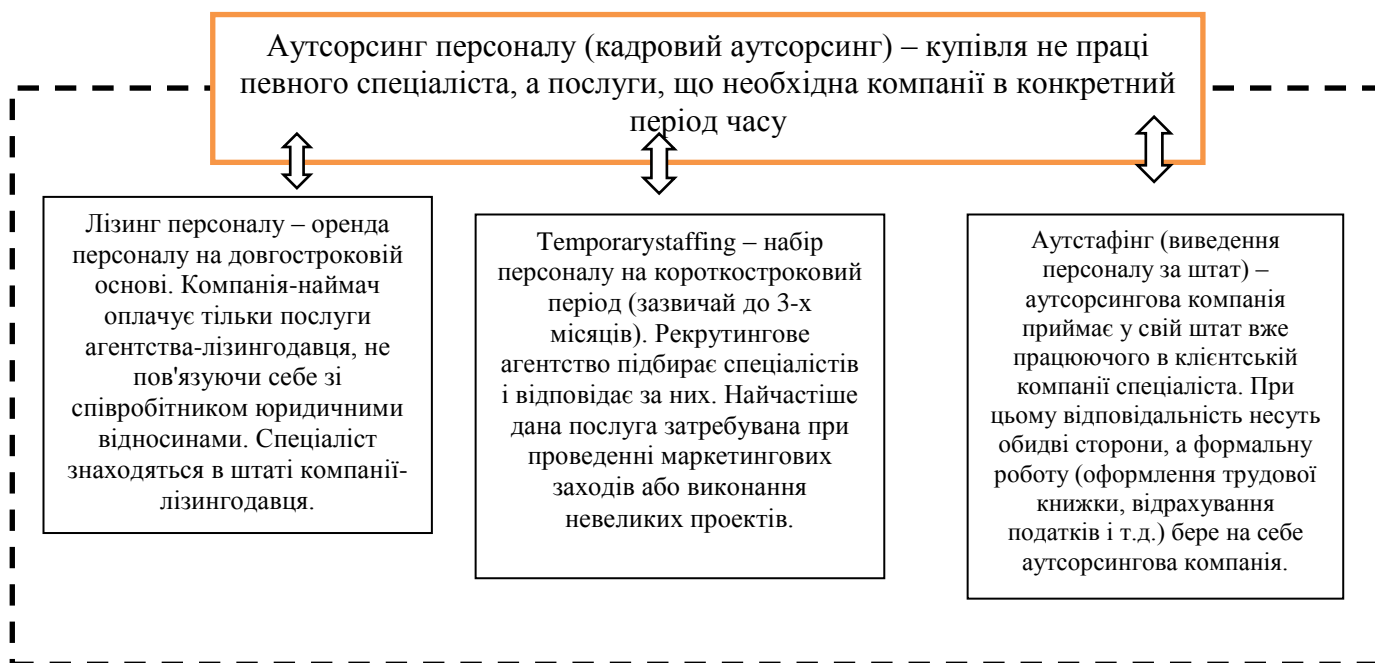 Аутсорсинг персоналу (кадровий аутсорсинг) – купівля не праці
певного спеціаліста, а послуги, що необхідна компанії в конкретний
період часу
Лізинг персоналу – оренда
персоналу на довгостроковій
основі. Компанія-наймач
оплачує тільки послуги
агентства-лізингодавця, не
пов'язуючи себе зі
співробітником юридичними
відносинами. Спеціаліст
знаходяться в штаті компанії-
лізингодавця.
Temporarystaffing – набір
персоналу на короткостроковий
період (зазвичай до 3-х
місяців). Рекрутингове
агентство підбирає спеціалістів
і відповідає за них. Найчастіше
дана послуга затребувана при
проведенні маркетингових
заходів або виконання
невеликих проектів.
Аутстафінг (виведення
персоналу за штат) –
аутсорсингова компанія
приймає у свій штат вже
працюючого в клієнтській
компанії спеціаліста. При
цьому відповідальність несуть
обидві сторони, а формальну
роботу (оформлення трудової
книжки, відрахування
податків і т.д.) бере на себе
аутсорсингова компанія.